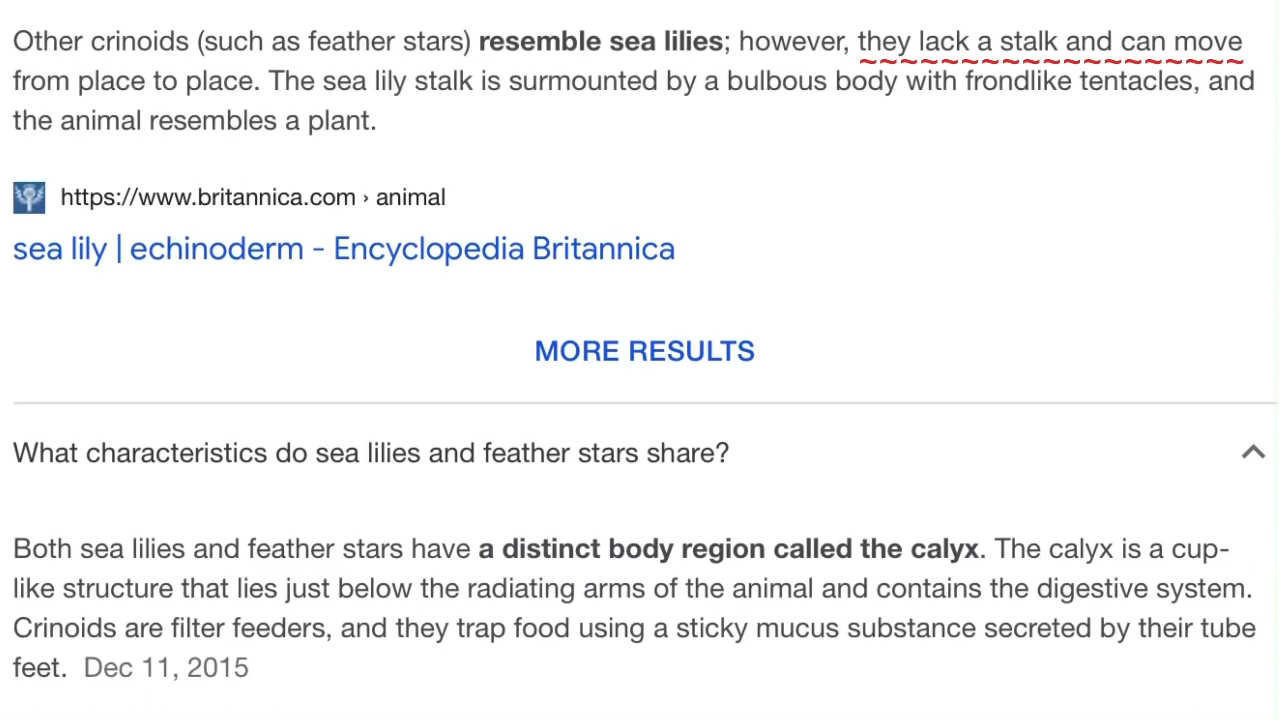 Other crinoids (such as feather stars) resemble sea lilies; however, they lack a stalk and can move
from place to place. The sea lily stalk is surmounted by a bulbous body with frondlike tentacles, and
the animal resembles a plant.
https://www.britannica.com › animal
sea lily | echinoderm - Encyclopedia Britannica
MORE RESULTS
What characteristics do sea lilies and feather stars share?
Both sea lilies and feather stars have a distinct body region called the calyx. The calyx is a cup-
like structure that lies just below the radiating arms of the animal and contains the digestive system.
Crinoids are filter feeders, and they trap food using a sticky mucus substance secreted by their tube
feet. Dec 11, 2015